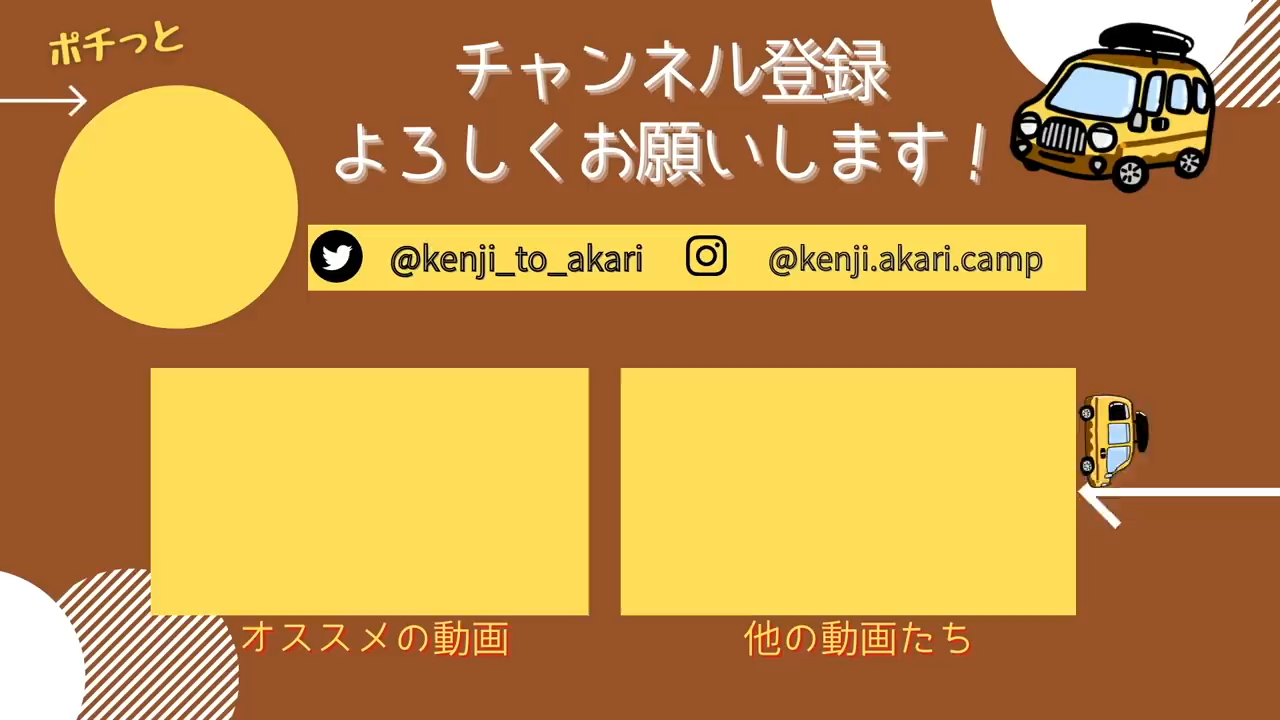 ポチっと
チャンネル登録
よろしくお願いします！
@kenji_to_akari
@kenji.akari.camp
オススメの動画
他の動画たち